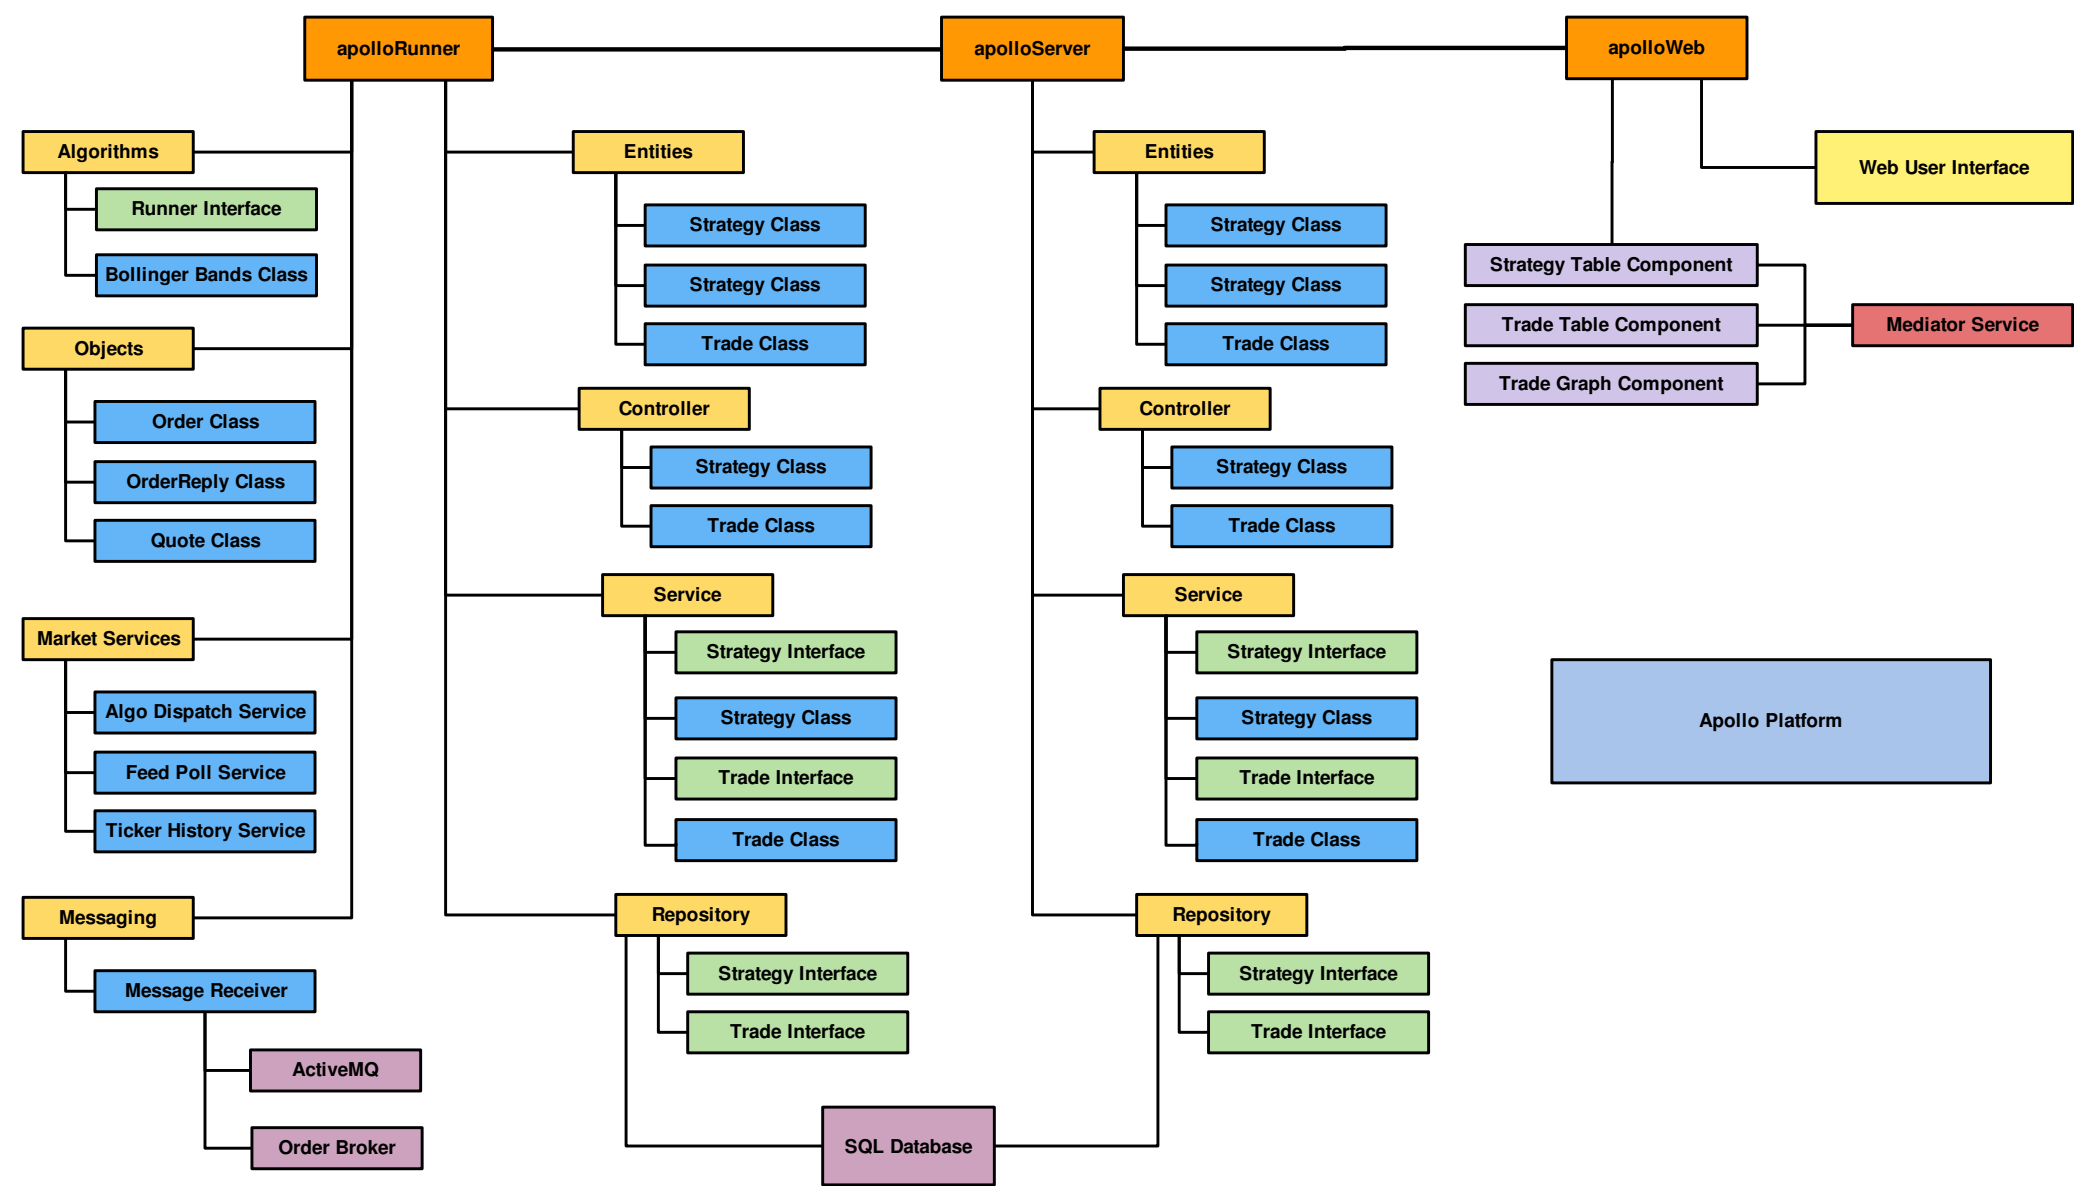 apolloRunner
apolloServer
apolloWeb
Algorithms
Runner Interface
Bollinger Bands Class
Objects
Order Class
OrderReply Class
Quote Class
Market Services
Algo Dispatch Service
Feed Poll Service
Ticker History Service
Messaging
Message Receiver
ActiveMQ
Order Broker
Entities
Strategy Class
Strategy Class
Trade Class
Controller
Strategy Class
Trade Class
Service
Strategy Interface
Strategy Class
Trade Interface
Trade Class
Repository
Strategy Interface
Trade Interface
SQL Database
Entities
Strategy Class
Strategy Class
Trade Class
Controller
Strategy Class
Trade Class
Service
Strategy Interface
Strategy Class
Trade Interface
Trade Class
Repository
Strategy Interface
Trade Interface
Web User Interface
Strategy Table Component
Trade Table Component
Trade Graph Component
Mediator Service
Apollo Platform